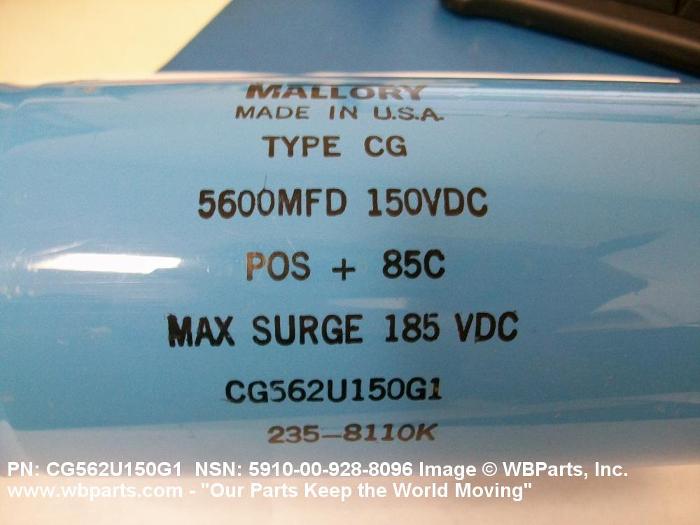 MALLORY
MADE IN U.S.A.
TYPE CG
5600MFD 150VDC
POS + 85C
MAX SURGE 185 VDC
CG562U150G1
235-8110K
PN: CG562U150G1 NSN: 5910-00-928-8096 Image © WBParts, Inc.
www.wbparts.com - "Our Parts Keep the World Moving"